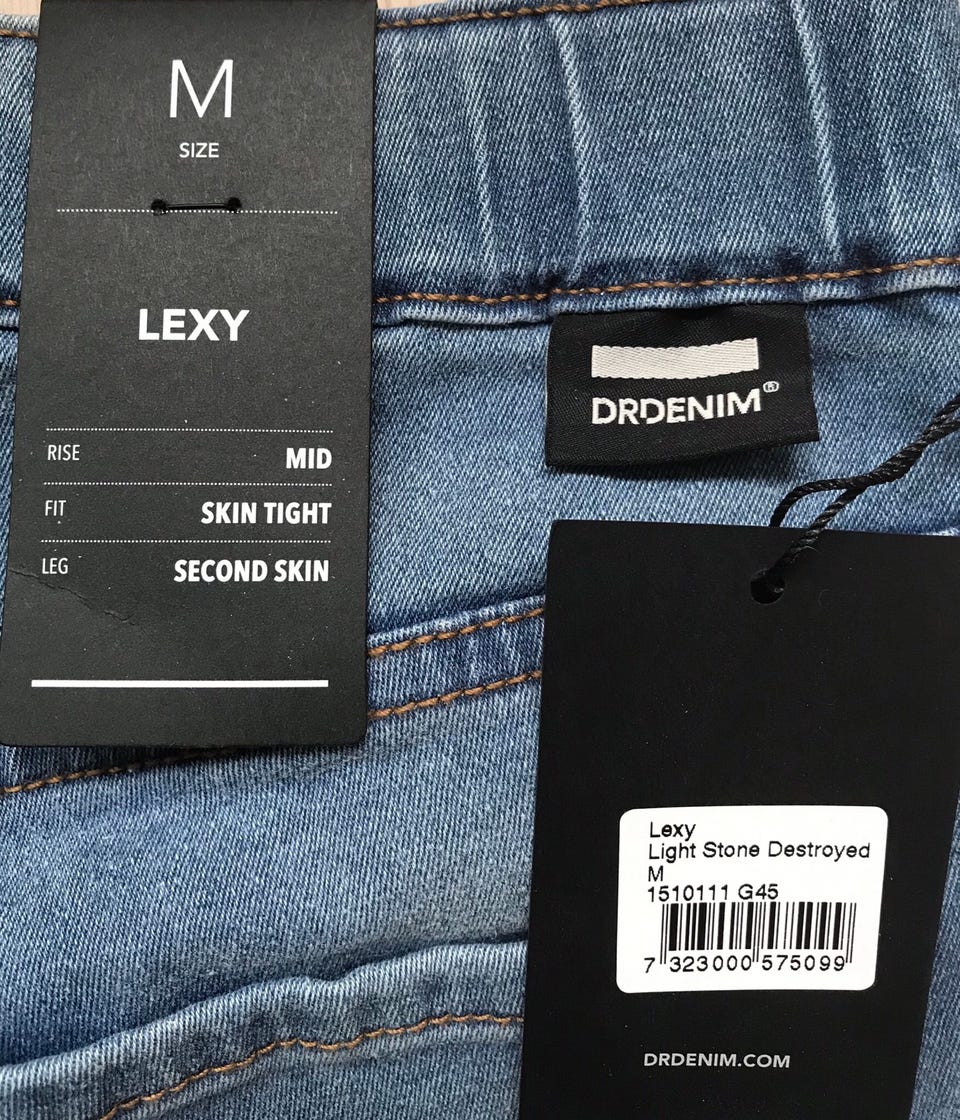 M
SIZE
LEXY
RISE MID
FIT SKIN TIGHT
LEG SECOND SKIN
DRDENIM®
Lexy
Light Stone Destroyed
M
1510111 G45
7 323000 575099
DRDENIM.COM